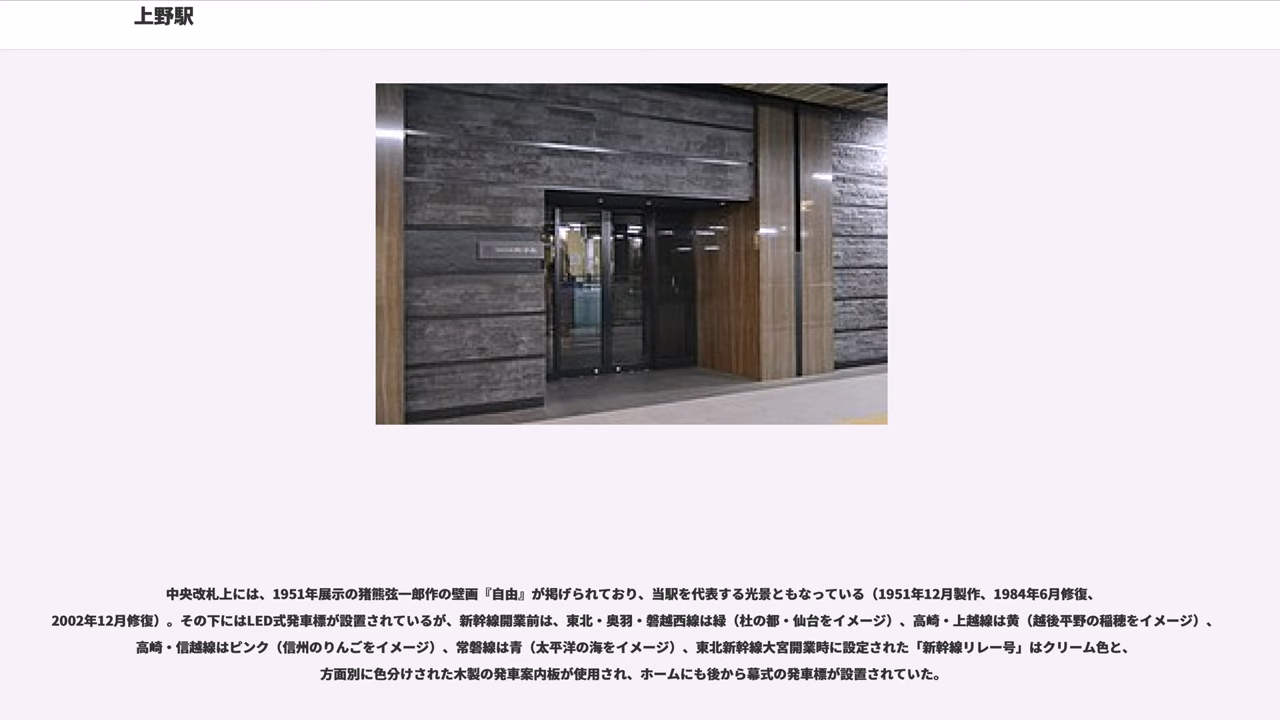 上野駅
中央改札上には、1951年展示の猪熊弦一郎作の壁画『自由』が掲げられており、当駅を代表する光景ともなっている（1951年12月製作、1984年6月修復、
2002年12月修復）。その下にはLED式発車標が設置されているが、新幹線開業前は、東北・奥羽・磐越西線は緑（杜の都・仙台をイメージ）、高崎・上越線は黄（越後平野の稲穂をイメージ）、
高崎・信越線はピンク（信州のりんごをイメージ）、常磐線は青（太平洋の海をイメージ）、東北新幹線大宮開業時に設定された「新幹線リレー号」はクリーム色と、
方面別に色分けされた木製の発車案内板が使用され、ホームにも後から幕式の発車標が設置されていた。